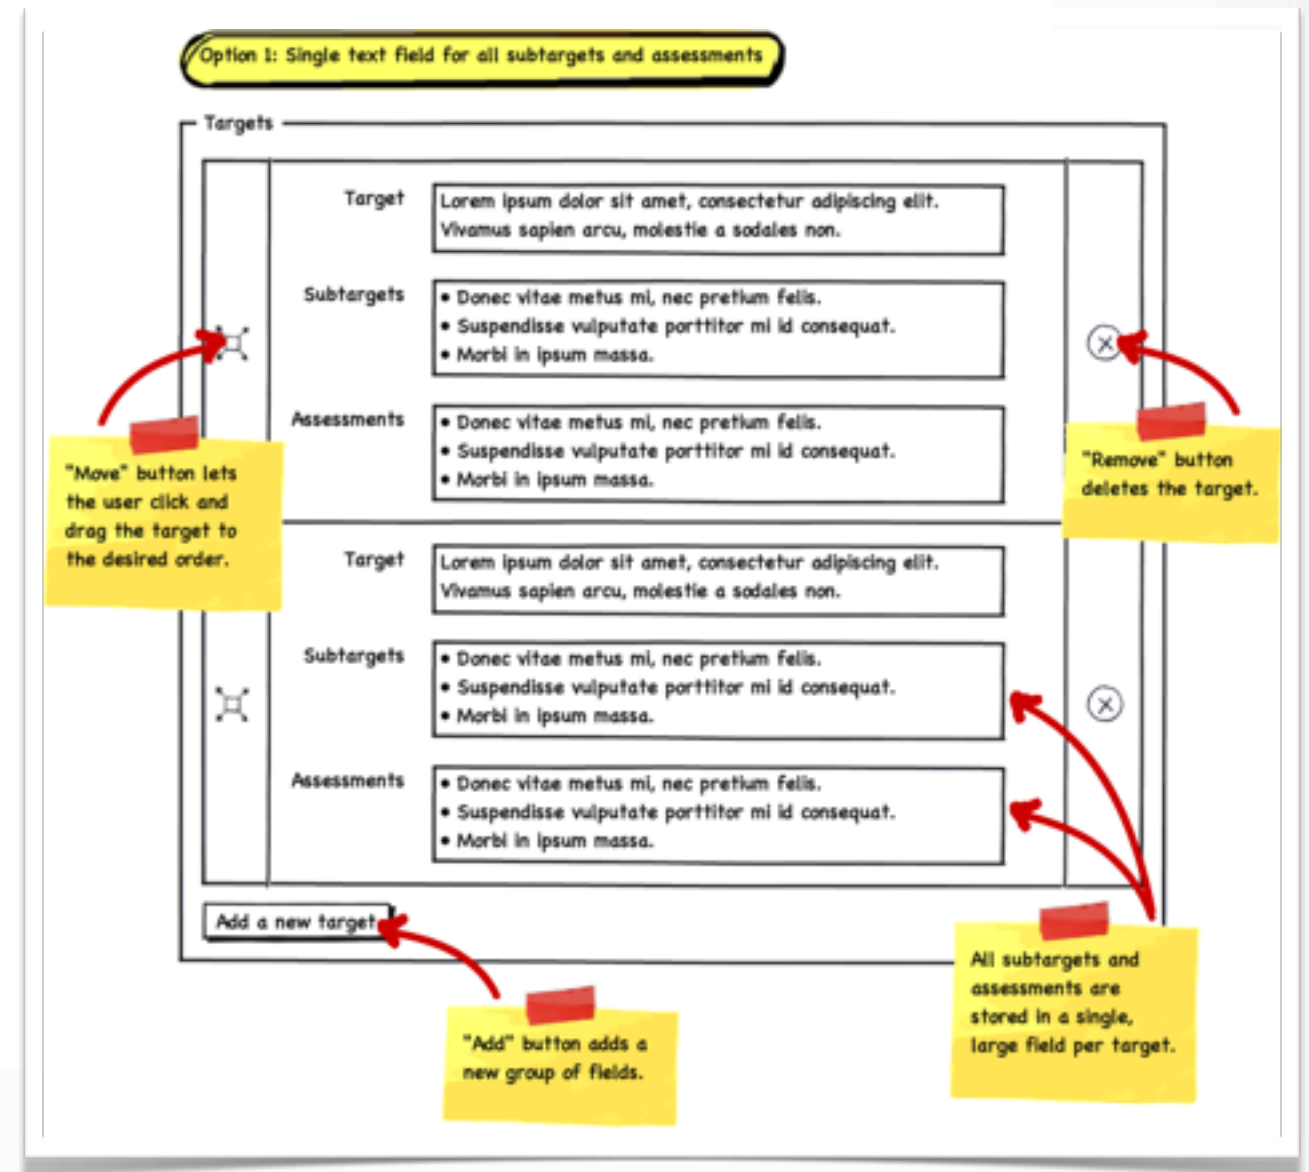 Option 1: Single text field for all subtargets and assessments
Targets
Target
Lorem ipsum dolor sit amet, consectetur adipiscing elit.
Vivamus sapien arcu, molestie a sodales non.
Subtargets
• Donec vitae metus mi, nec pretium felis.
• Suspendisse vulputate porttitor mi id consequat.
• Morbi in ipsum massa.
Assessments
• Donec vitae metus mi, nec pretium felis.
• Suspendisse vulputate porttitor mi id consequat.
• Morbi in ipsum massa.
"Move" button lets
the user click and
drag the target to
the desired order.
"Remove" button
deletes the target.
Target
Lorem ipsum dolor sit amet, consectetur adipiscing elit.
Vivamus sapien arcu, molestie a sodales non.
Subtargets
• Donec vitae metus mi, nec pretium felis.
• Suspendisse vulputate porttitor mi id consequat.
• Morbi in ipsum massa.
Assessments
• Donec vitae metus mi, nec pretium felis.
• Suspendisse vulputate porttitor mi id consequat.
• Morbi in ipsum massa.
Add a new target
"Add" button adds a
new group of fields.
All subtargets and
assessments are
stored in a single,
large field per target.